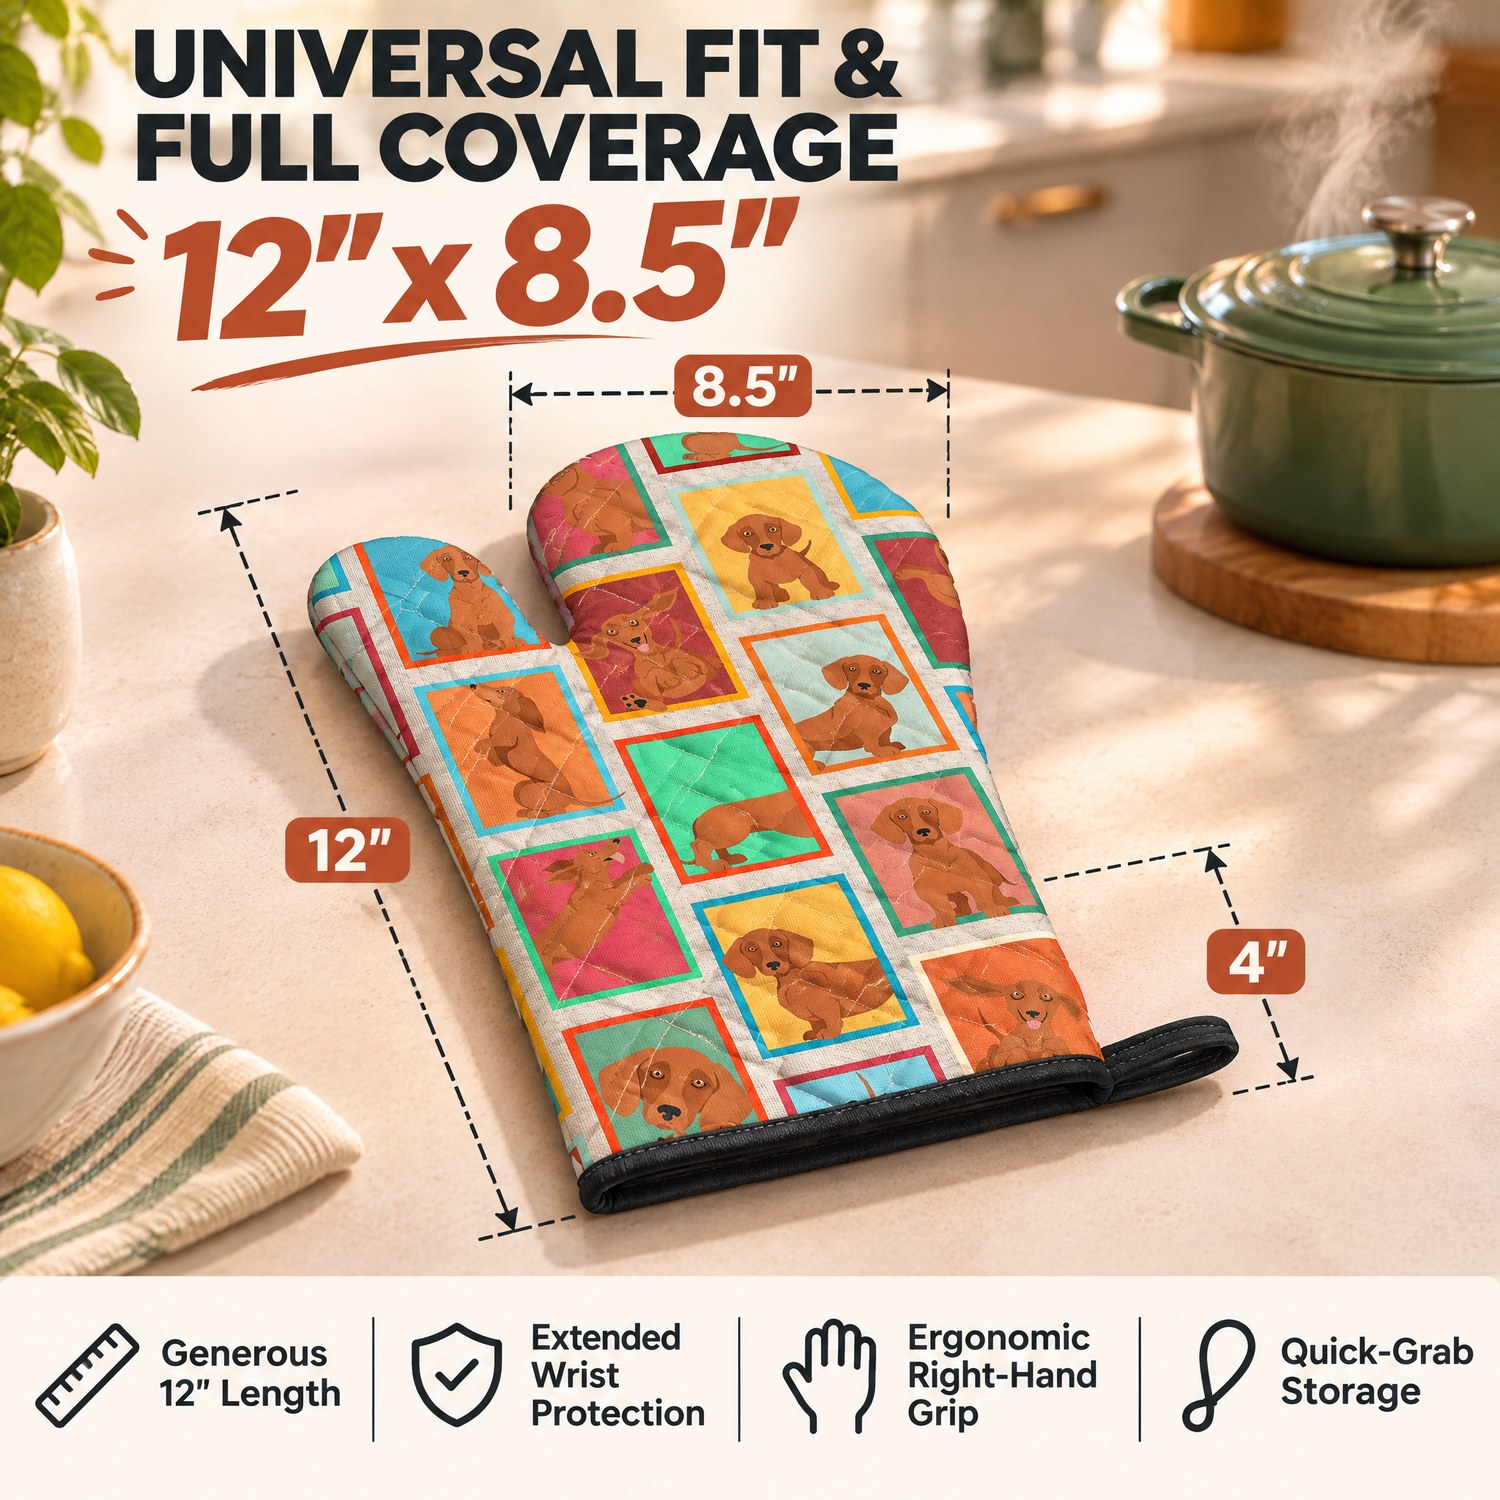 UNIVERSAL FIT &
FULL COVERAGE
12" x 8.5"
8.5"
12"
4"
Generous
12" Length
Extended
Wrist
Protection
Ergonomic
Right-Hand
Grip
Quick-Grab
Storage